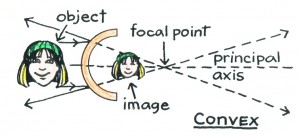 object
focal point
principal
axis
image
CONVEX